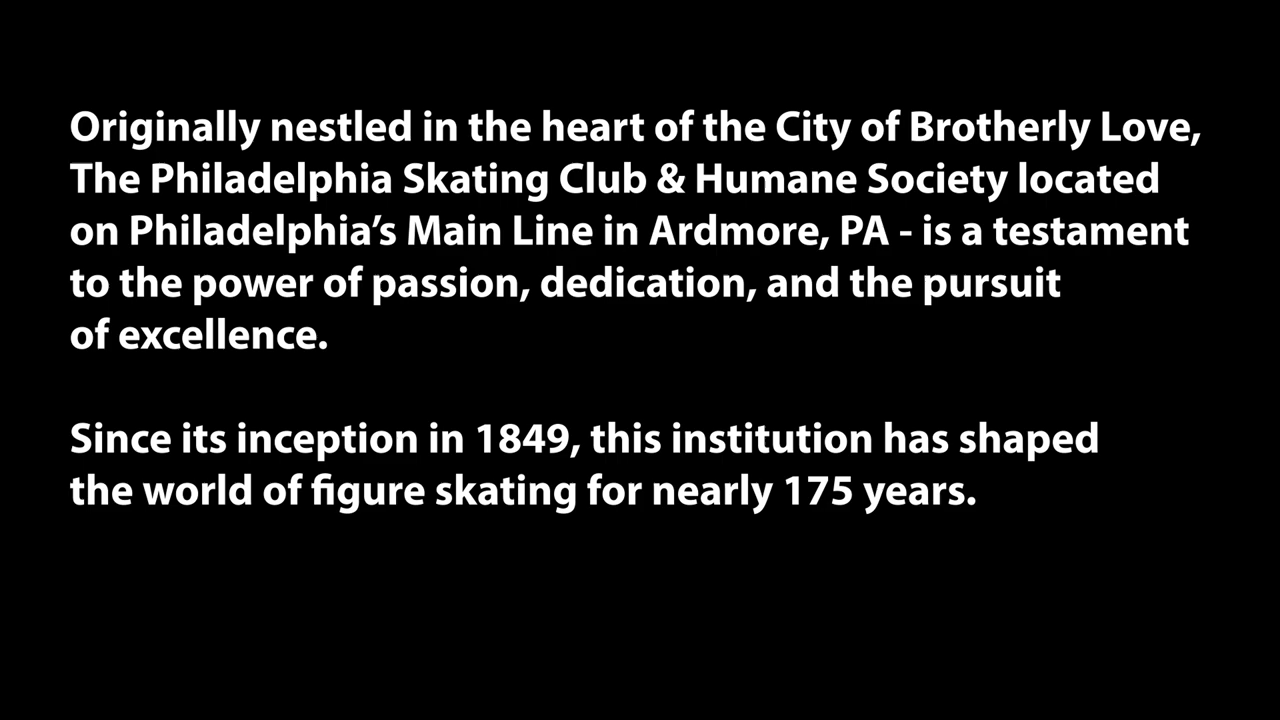 Originally nestled in the heart of the City of Brotherly Love,
The Philadelphia Skating Club & Humane Society located
on Philadelphia’s Main Line in Ardmore, PA - is a testament
to the power of passion, dedication, and the pursuit
of excellence.
Since its inception in 1849, this institution has shaped
the world of figure skating for nearly 175 years.